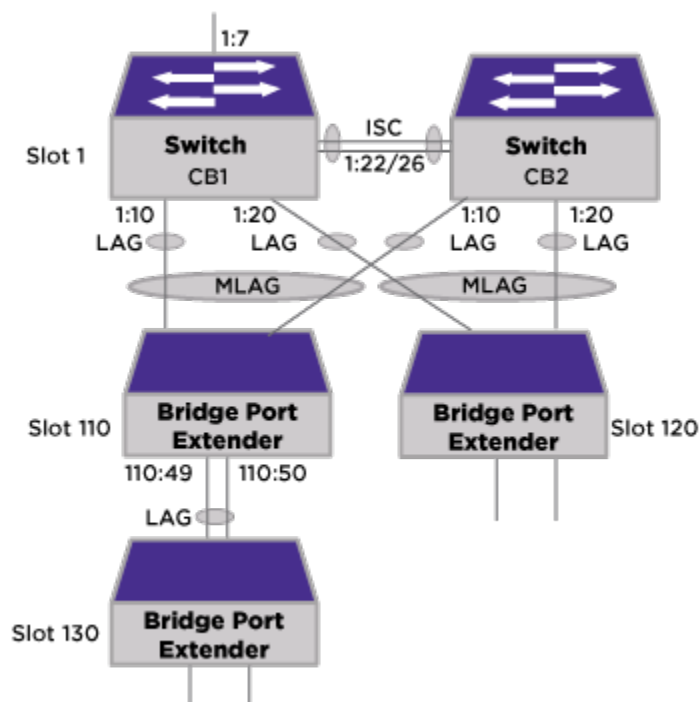 1:7
ISC
Slot 1
Switch
CB1
1:22/26
Switch
CB2
1:10
1:20
1:10
1:20
LAG
LAG
LAG
LAG
MLAG
MLAG
Slot 110
Bridge Port
Extender
Bridge Port
Extender
Slot 120
110:49
110:50
LAG
Slot 130
Bridge Port
Extender